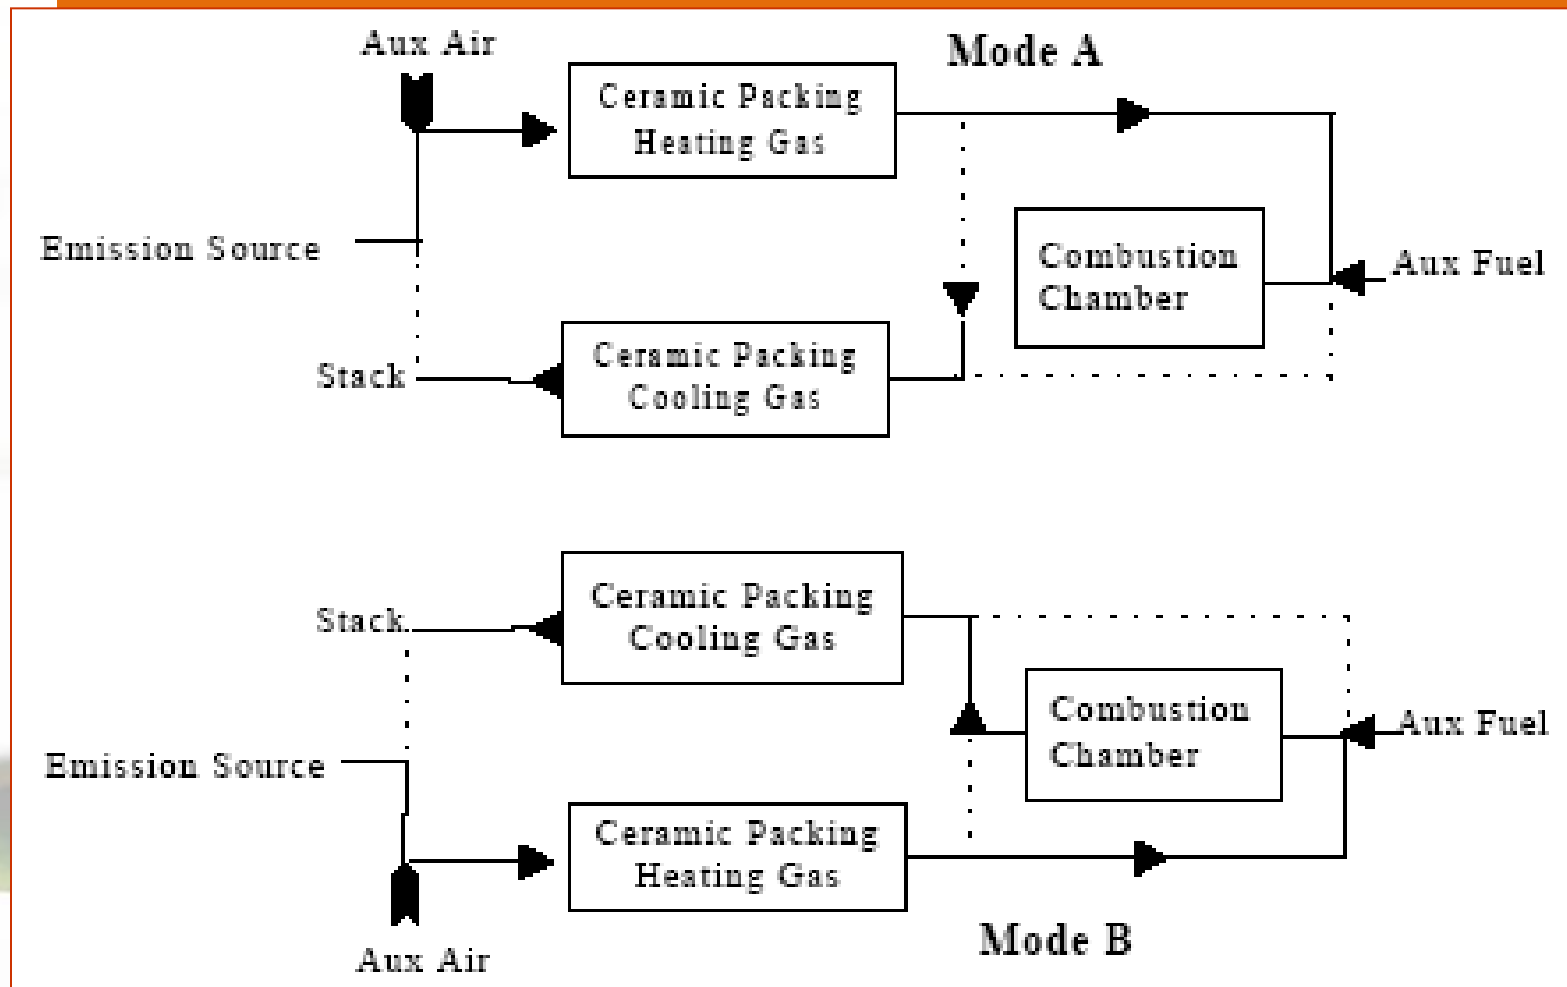 Aux Air
Mode A
Ceramic Packing
Heating Gas
Emission Source
Combustion
Chamber
Aux Fuel
Stack
Ceramic Packing
Cooling Gas
Stack
Ceramic Packing
Cooling Gas
Combustion
Chamber
Aux Fuel
Emission Source
Ceramic Packing
Heating Gas
Aux Air
Mode B